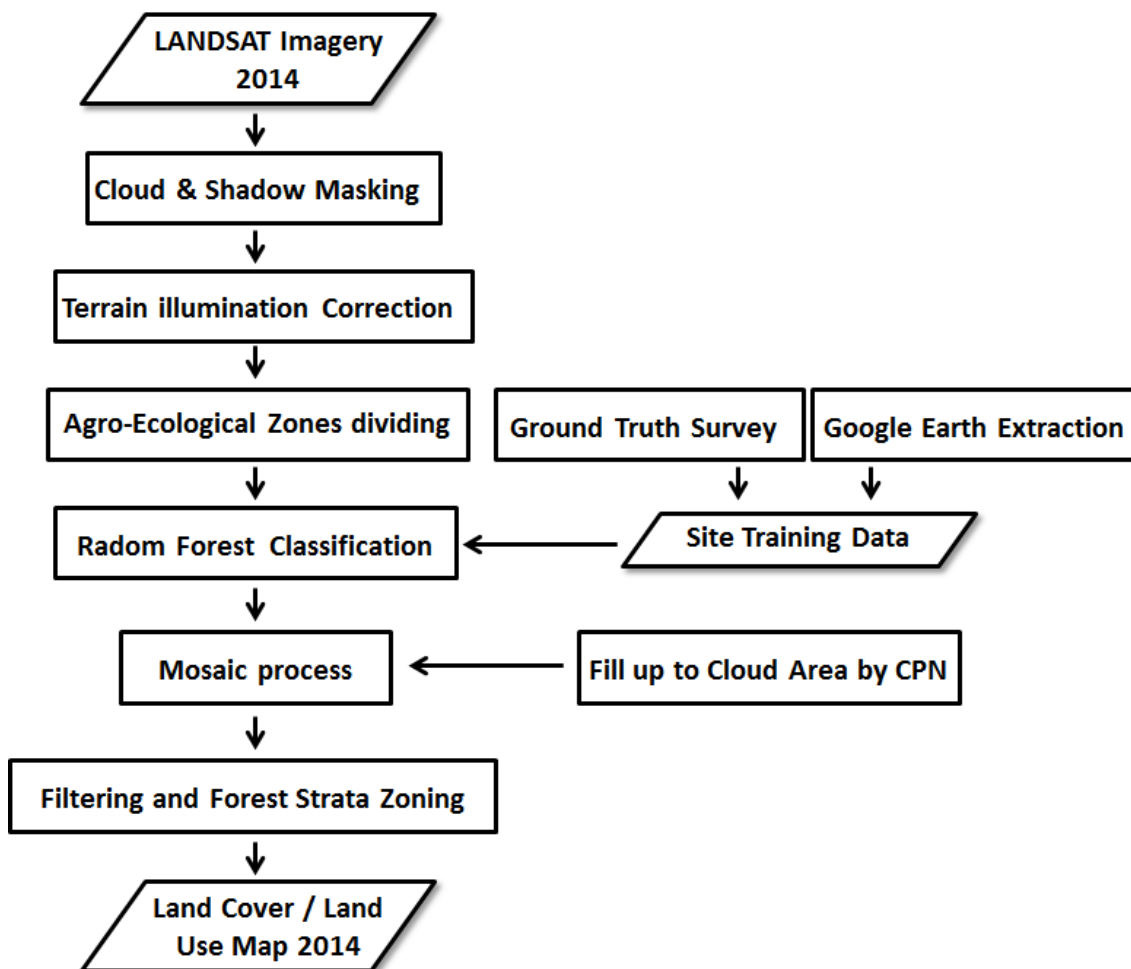 LANDSAT Imagery
2014
Cloud & Shadow Masking
Terrain illumination Correction
Agro-Ecological Zones dividing
Ground Truth Survey
Google Earth Extraction
Radom Forest Classification
Site Training Data
Mosaic process
Fill up to Cloud Area by CPN
Filtering and Forest Strata Zoning
Land Cover / Land
Use Map 2014